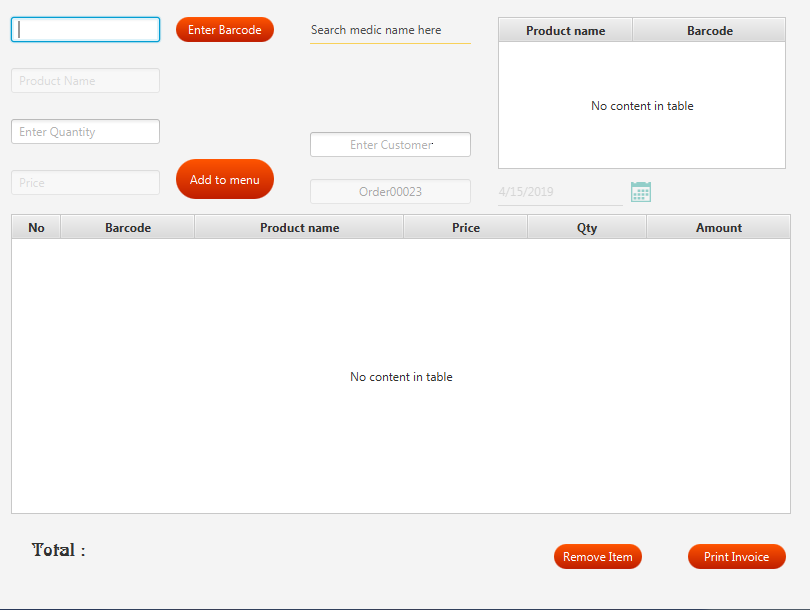 Enter Barcode
Search medic name here
Product name
Barcode
No content in table
Product Name
Enter Quantity
Enter Customer
Price
Add to menu
Order00023
4/15/2019
No
Barcode
Product name
Price
Qty
Amount
No content in table
Total :
Remove Item
Print Invoice